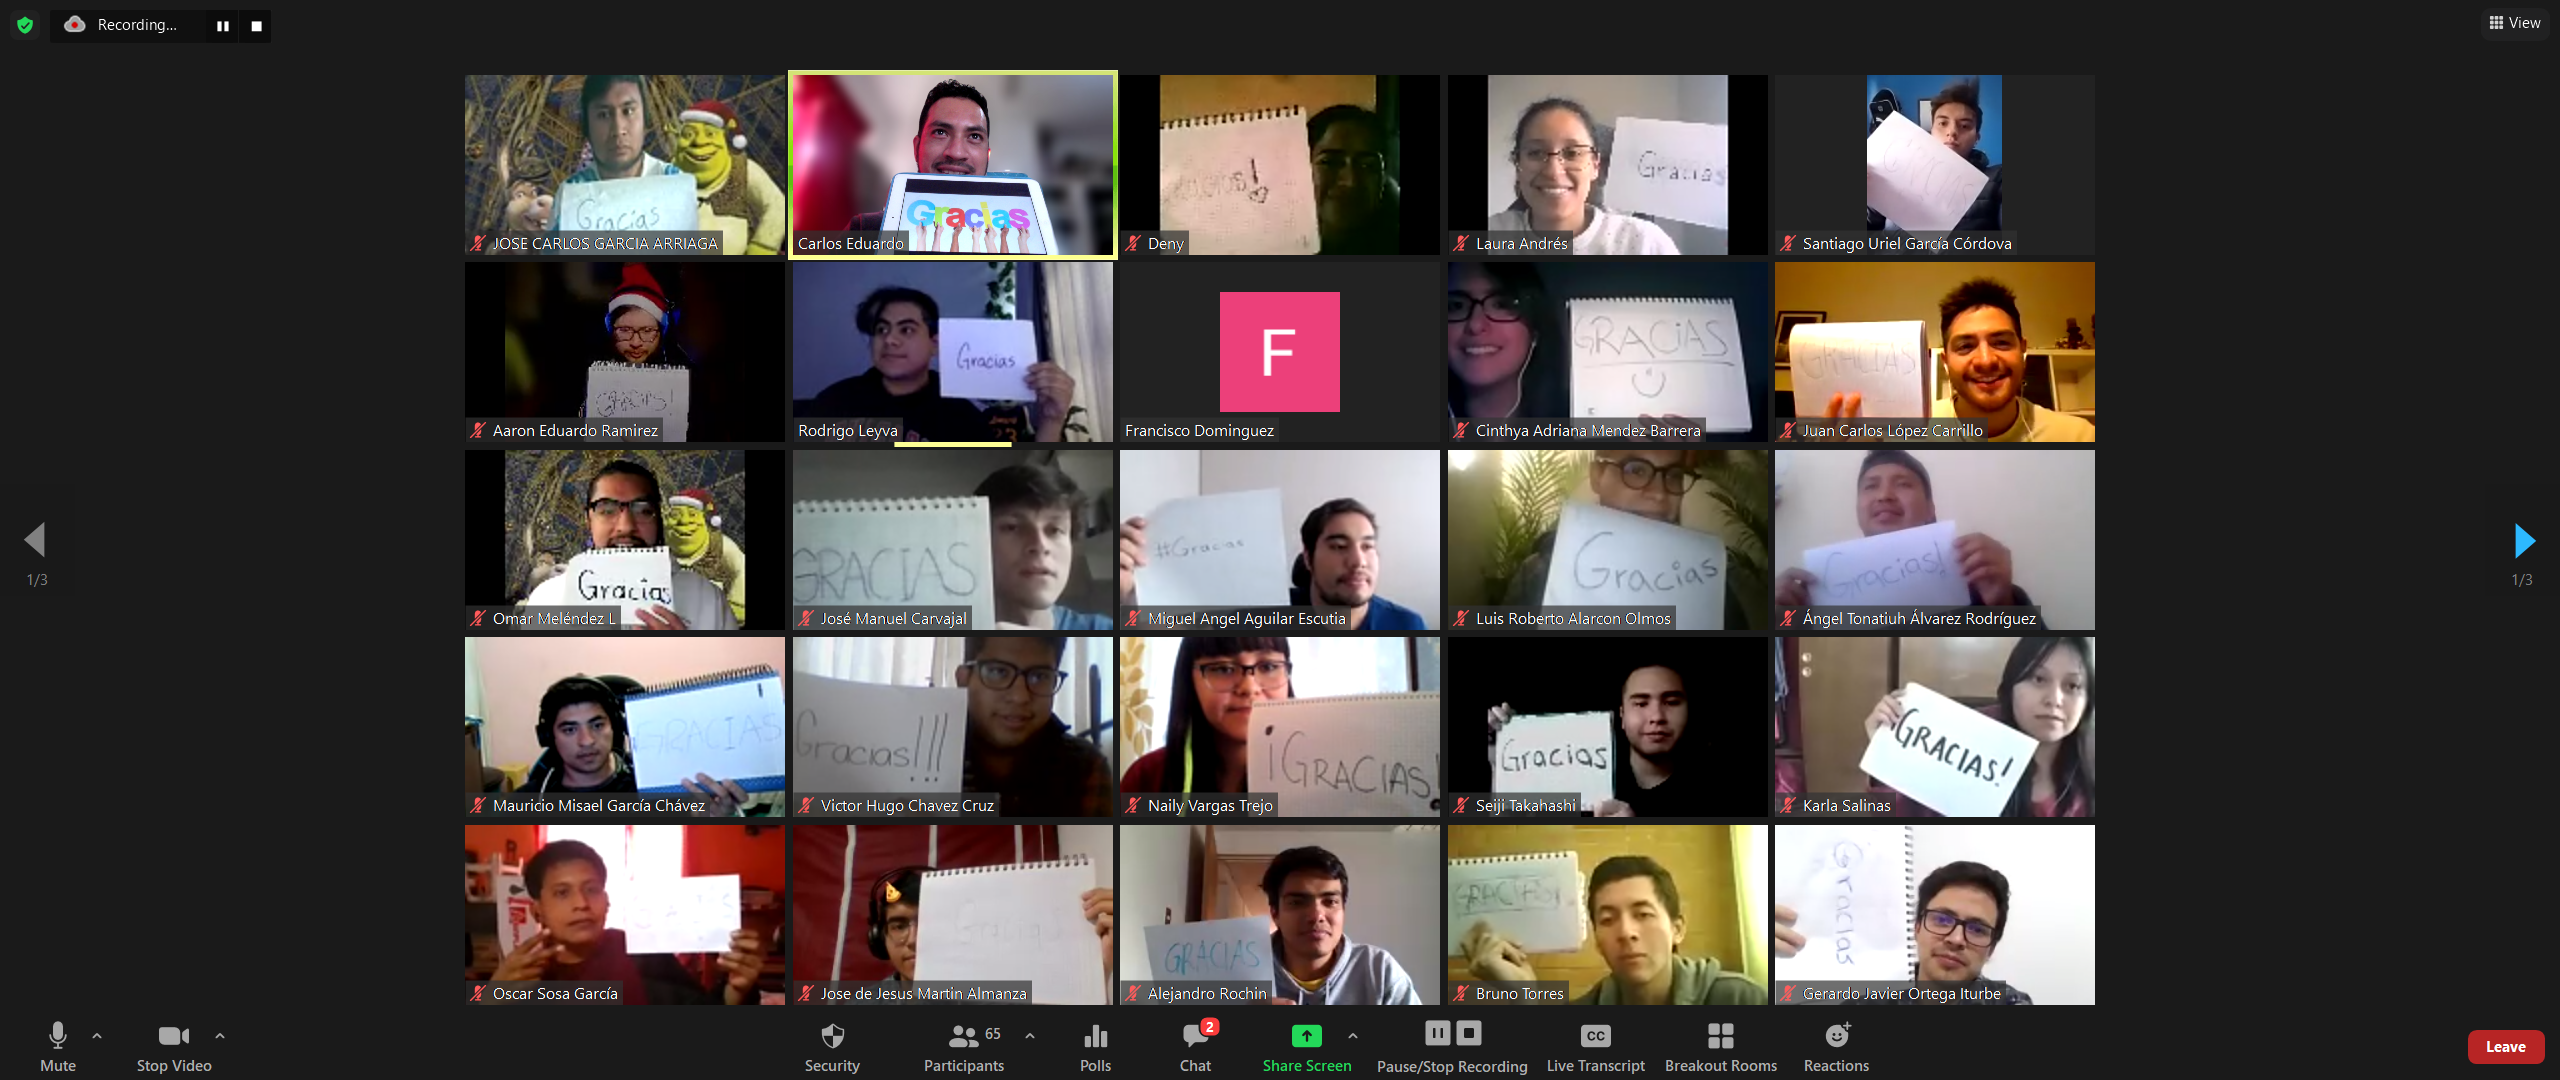 Recording...
View
Gracias
JOSE CARLOS GARCIA ARRIAGA
Gracias
Carlos Eduardo
Deny
Gracias
Laura Andrés
GRACIAS
Santiago Uriel García Córdova
GRACIAS!
Aaron Eduardo Ramirez
Gracias
Rodrigo Leyva
F
Francisco Dominguez
GRACIAS
Cinthya Adriana Mendez Barrera
GRACIAS
Juan Carlos López Carrillo
Gracias
Omar Meléndez L
GRACIAS
José Manuel Carvajal
#Gracias
Miguel Angel Aguilar Escutia
Gracias
Luis Roberto Alarcon Olmos
Gracias!
Ángel Tonatiuh Álvarez Rodríguez
1/3
1/3
GRACIAS
Mauricio Misael García Chávez
Gracias!!!
Victor Hugo Chavez Cruz
¡GRACIAS!
Naily Vargas Trejo
Gracias
Seiji Takahashi
¡GRACIAS!
Karla Salinas
Oscar Sosa García
Gracias
Jose de Jesus Martin Almanza
GRACIAS
Alejandro Rochin
GRACIAS!
Bruno Torres
Gracias
Gerardo Javier Ortega Iturbe
Mute
Stop Video
Security
Participants 65
Polls
Chat 2
Share Screen
Pause/Stop Recording
CC
Live Transcript
Breakout Rooms
Reactions
Leave